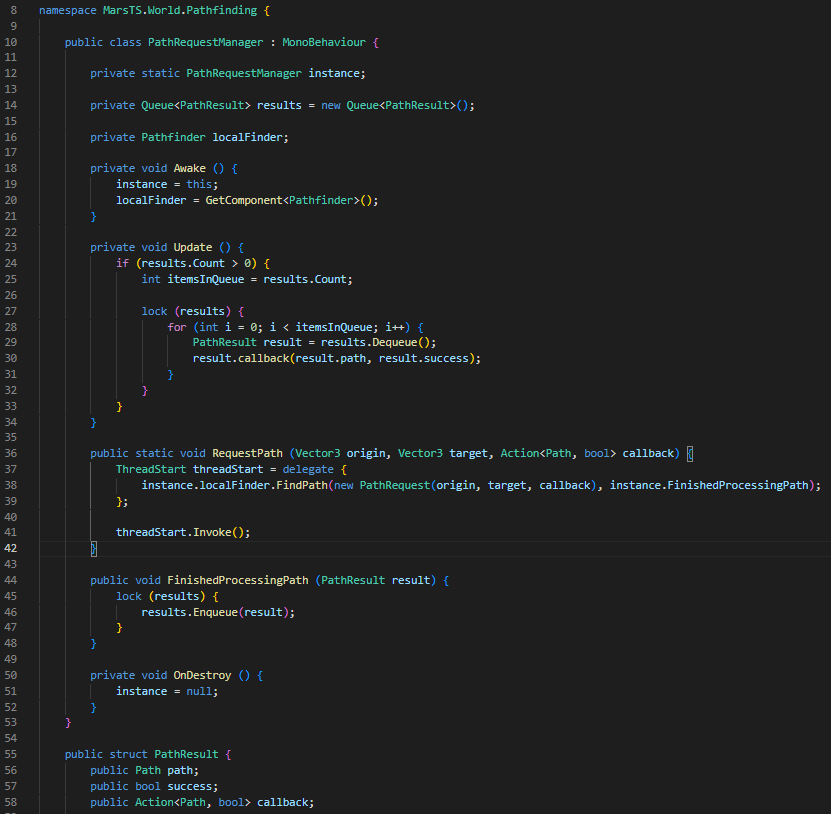 8 namespace MarsTS.World.Pathfinding {
9
10 public class PathRequestManager : MonoBehaviour {
11
12 private static PathRequestManager instance;
13
14 private Queue<PathResult> results = new Queue<PathResult>();
15
16 private Pathfinder localFinder;
17
18 private void Awake () {
19 instance = this;
20 localFinder = GetComponent<Pathfinder>();
21 }
22
23 private void Update () {
24 if (results.Count > 0) {
25 int itemsInQueue = results.Count;
26
27 lock (results) {
28 for (int i = 0; i < itemsInQueue; i++) {
29 PathResult result = results.Dequeue();
30 result.callback(result.path, result.success);
31 }
32 }
33 }
34 }
35
36 public static void RequestPath (Vector3 origin, Vector3 target, Action<Path, bool> callback) {
37 ThreadStart threadStart = delegate {
38 instance.localFinder.FindPath(new PathRequest(origin, target, callback), instance.FinishedProcessingPath);
39 };
40
41 threadStart.Invoke();
42 }
43
44 public void FinishedProcessingPath (PathResult result) {
45 lock (results) {
46 results.Enqueue(result);
47 }
48 }
49
50 private void OnDestroy () {
51 instance = null;
52 }
53 }
54
55 public struct PathResult {
56 public Path path;
57 public bool success;
58 public Action<Path, bool> callback;